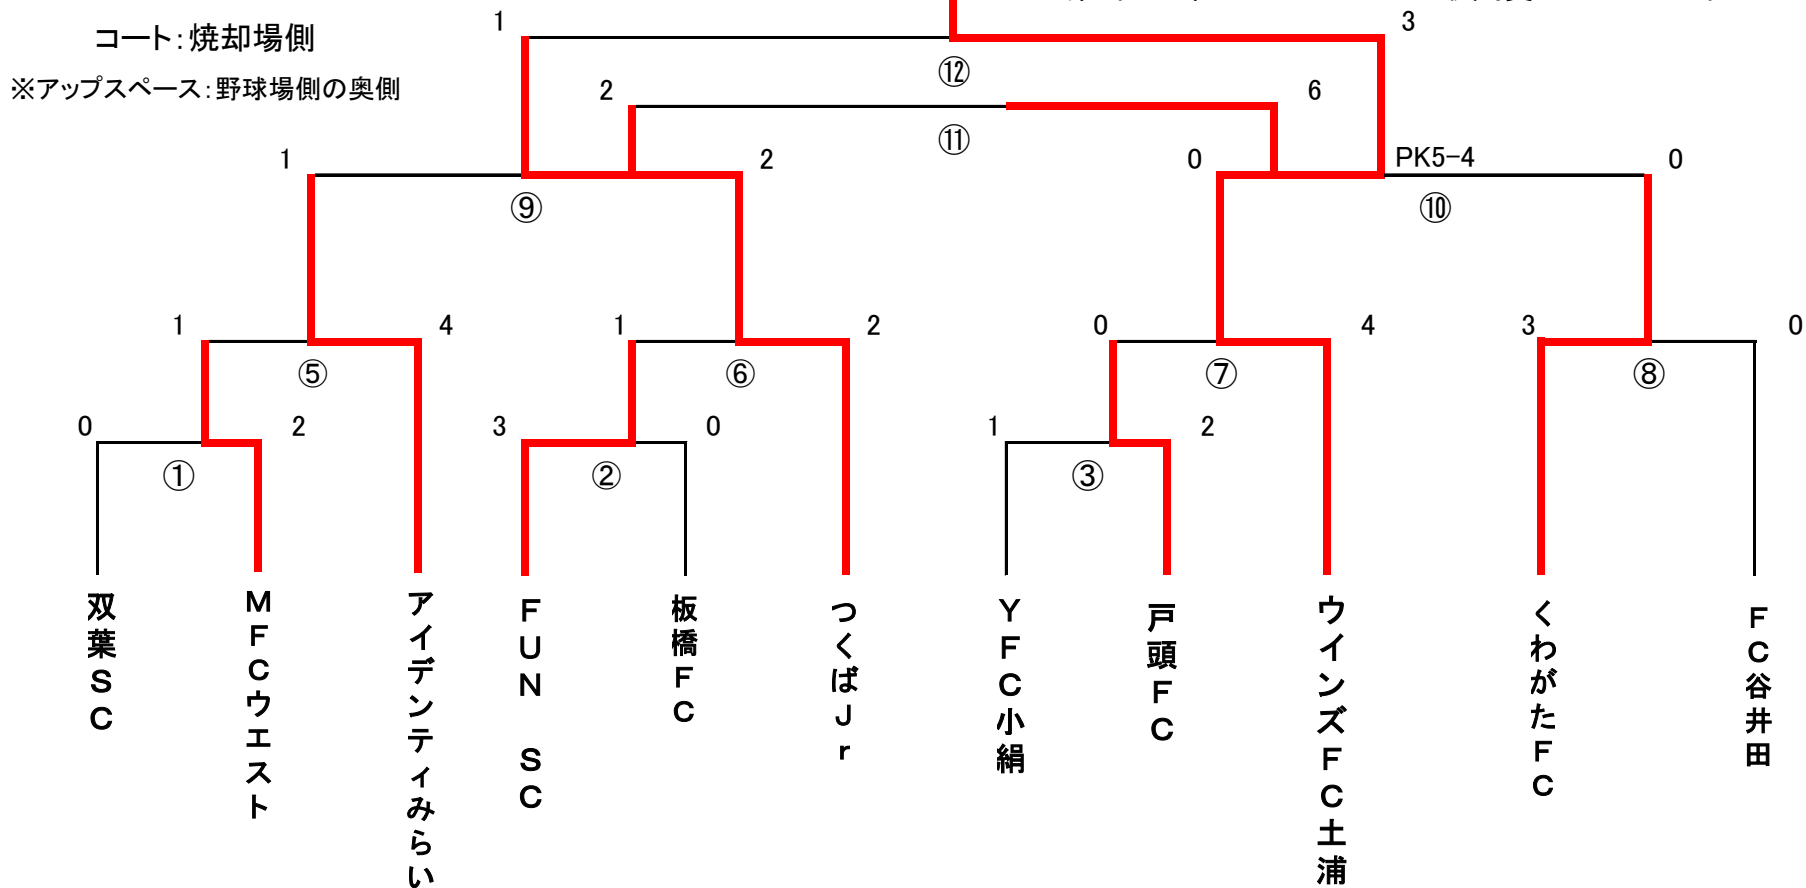 1 3
コート：焼却場側
⑫
※アップスペース：野球場側の奥側
2 6
⑪
1 2 0 PK5-4 0
⑨ ⑩
1 4 1 2 0 4 3 0
⑤ ⑥ ⑦ ⑧
0 2 3 0 1 2
① ② ③
双葉SC
MFCウエスト
アイデンティみらい
FUN SC
板橋FC
つくばJr
YFC小絹
戸頭FC
ウインズFC土浦
くわがたFC
FC谷井田